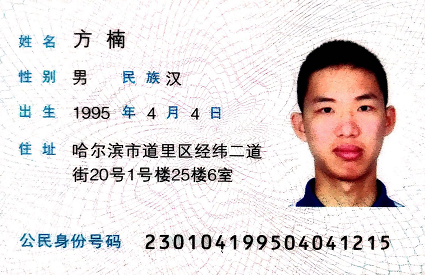 姓名 方楠
性别 男 民族 汉
出生 1995 年 4 月 4 日
住址 哈尔滨市道里区经纬二道
街20号1号楼25楼6室
公民身份号码 230104199504041215